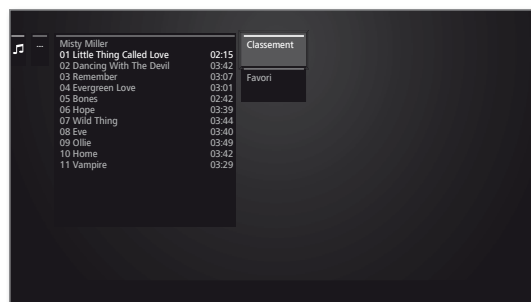 ...
Misty Miller
01 Little Thing Called Love 02:15
02 Dancing With The Devil 03:42
03 Remember 03:07
04 Evergreen Love 03:01
05 Bones 02:42
06 Hope 03:39
07 Wild Thing 03:44
08 Eve 03:40
09 Ollie 03:49
10 Home 03:42
11 Vampire 03:29
Classement
Favori